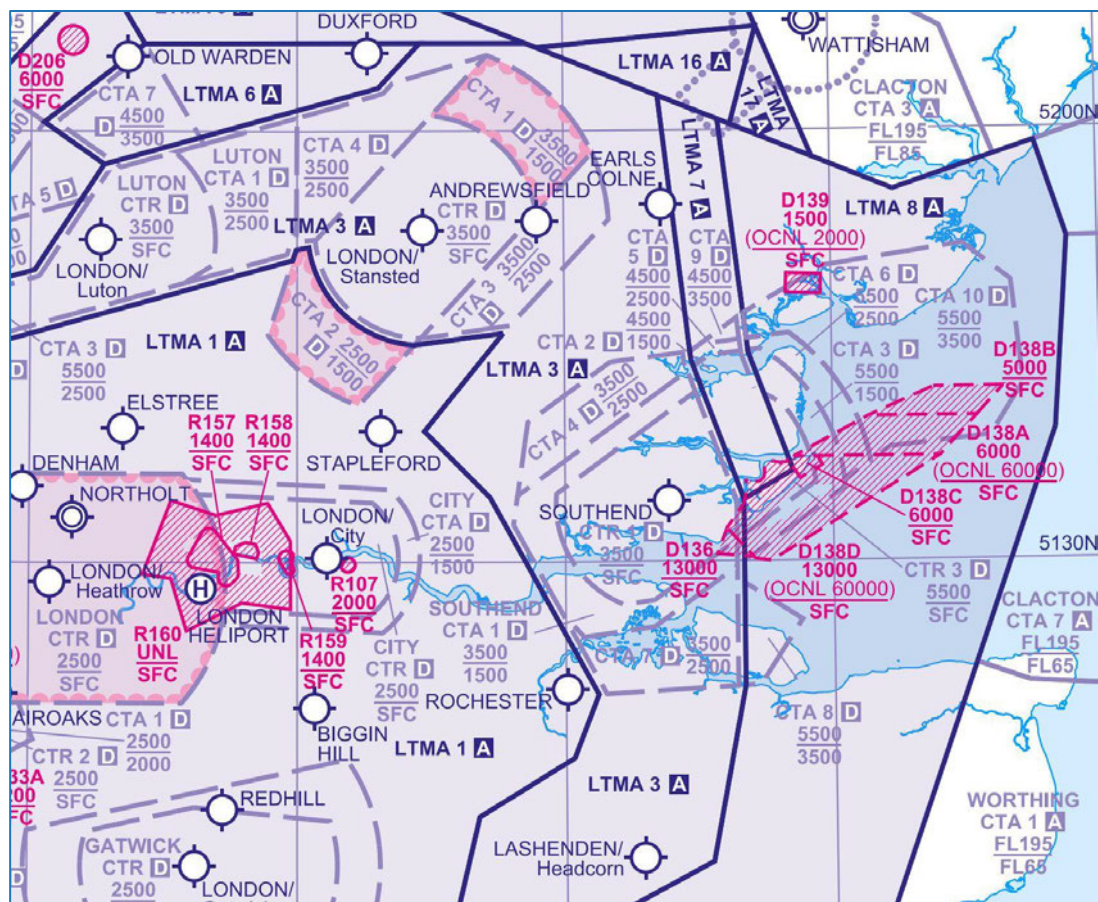 DUXFORD
WATTISHAM
D206
6000
SFC
OLD WARDEN
LTMA 6 A
CTA 7
D 4500
3500
LTMA 16 A
LTMA
17 A
CLACTON
CTA 3 A
FL195
FL85
5200N
CTA 1 D 3500
1500
LTMA 7 A
EARLS
COLNE
CTA 5 D
LUTON
CTR D
3500
SFC
LUTON
CTA 1 D
3500
2500
CTA 4 D
3500
2500
LTMA 3 A
ANDREWSFIELD
CTR D
3500
SFC
LONDON/
Stansted
LONDON/
Luton
CTA 3 D
3500
2500
D139
1500
(OCNL 2000)
SFC
LTMA 8 A
CTA
5 D
4500
2500
4500
1500
CTA
9 D
4500
3500
CTA 6 D
5500
2500
CTA 10 D
5500
3500
CTA 2 2500
D 1500
LTMA 1 A
CTA 3 D
5500
2500
LTMA 3 A
CTA 2 D
CTA 3 D
5500
1500
CTA 4 D 3500
2500
D138B
5000
SFC
ELSTREE
R157
1400
SFC
R158
1400
SFC
STAPLEFORD
DENHAM
NORTHOLT
D138A
6000
(OCNL 60000)
SFC
D138C
6000
SFC
LONDON/
City
CITY
CTA D
2500
1500
SOUTHEND
CTR 1 D
3500
SFC
D136
13000
SFC
D138D
13000
(OCNL 60000)
SFC
5130N
CTR 3 D
5500
SFC
LONDON/
Heathrow
H
LONDON
HELIPORT
LONDON
CTR D
2500
SFC
R160
UNL
SFC
R159
1400
SFC
R107
2000
SFC
CITY
CTR D
2500
SFC
SOUTHEND
CTA 1 D
3500
1500
CTA 7 D 3500
2500
CLACTON
CTA 7 A
FL195
FL65
ROCHESTER
BIGGIN
HILL
LTMA 1 A
CTA 8 D
5500
3500
AIROAKS
CTA 1 D
2500
2000
CTR 2 D
2500
SFC
33A
200
FC
LTMA 3 A
REDHILL
GATWICK
CTR D
2500
LONDON/
LASHENDEN/
Headcorn
WORTHING
CTA 1 A
FL195
FL65